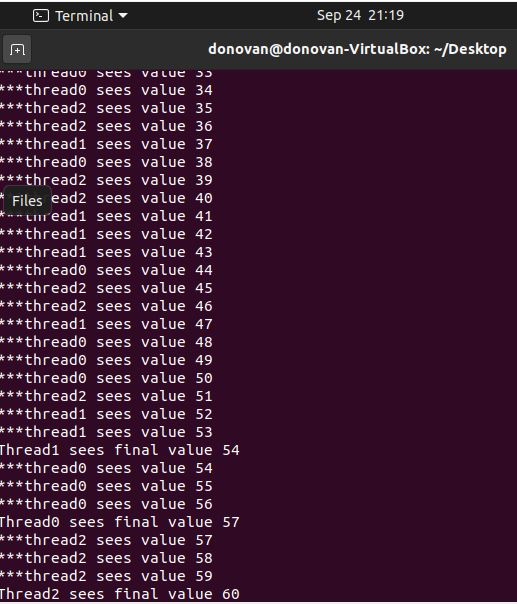 Terminal
Sep 24 21:19
donovan@donovan-VirtualBox: ~/Desktop
***thread0 sees value 33
***thread0 sees value 34
***thread2 sees value 35
***thread2 sees value 36
***thread1 sees value 37
***thread0 sees value 38
***thread2 sees value 39
***thread2 sees value 40
Files
***thread1 sees value 41
***thread1 sees value 42
***thread1 sees value 43
***thread0 sees value 44
***thread2 sees value 45
***thread2 sees value 46
***thread1 sees value 47
***thread0 sees value 48
***thread0 sees value 49
***thread0 sees value 50
***thread2 sees value 51
***thread1 sees value 52
***thread1 sees value 53
Thread1 sees final value 54
***thread0 sees value 54
***thread0 sees value 55
***thread0 sees value 56
Thread0 sees final value 57
***thread2 sees value 57
***thread2 sees value 58
***thread2 sees value 59
Thread2 sees final value 60